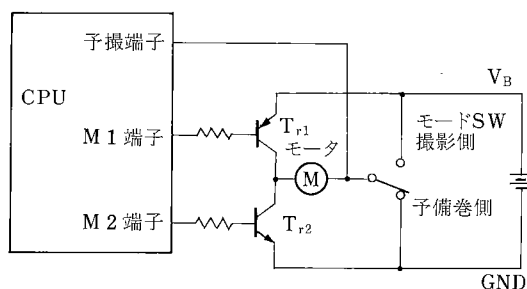 予撮端子
CPU
M1端子
M2端子
Tr1
モータ
M
Tr2
VB
モードSW
撮影側
予備巻側
GND